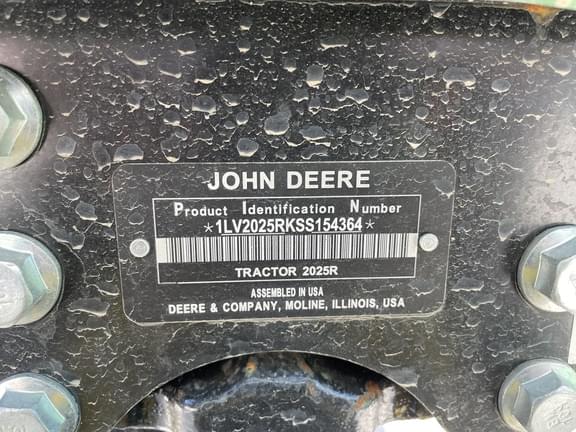 JOHN DEERE
Product Identification Number
*1LV2025RKSS154364*
TRACTOR 2025R
ASSEMBLED IN USA
DEERE & COMPANY, MOLINE, ILLINOIS, USA